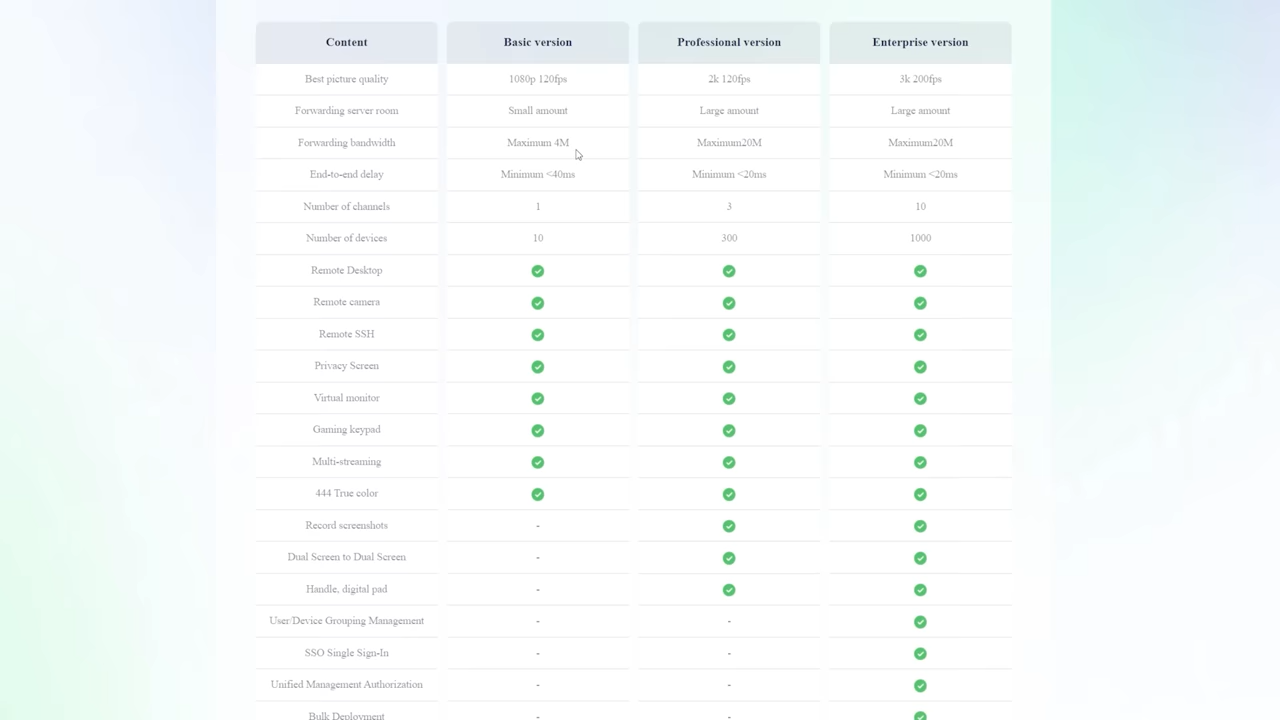 Content Basic version Professional version Enterprise version
Best picture quality 1080p 120fps 2k 120fps 3k 200fps
Forwarding server room Small amount Large amount Large amount
Forwarding bandwidth Maximum 4M Maximum20M Maximum20M
End-to-end delay Minimum <40ms Minimum <20ms Minimum <20ms
Number of channels 1 3 10
Number of devices 10 300 1000
Remote Desktop
Remote camera
Remote SSH
Privacy Screen
Virtual monitor
Gaming keypad
Multi-streaming
444 True color
Record screenshots -
Dual Screen to Dual Screen -
Handle, digital pad -
User/Device Grouping Management - -
SSO Single Sign-In - -
Unified Management Authorization - -
Bulk Deployment - -